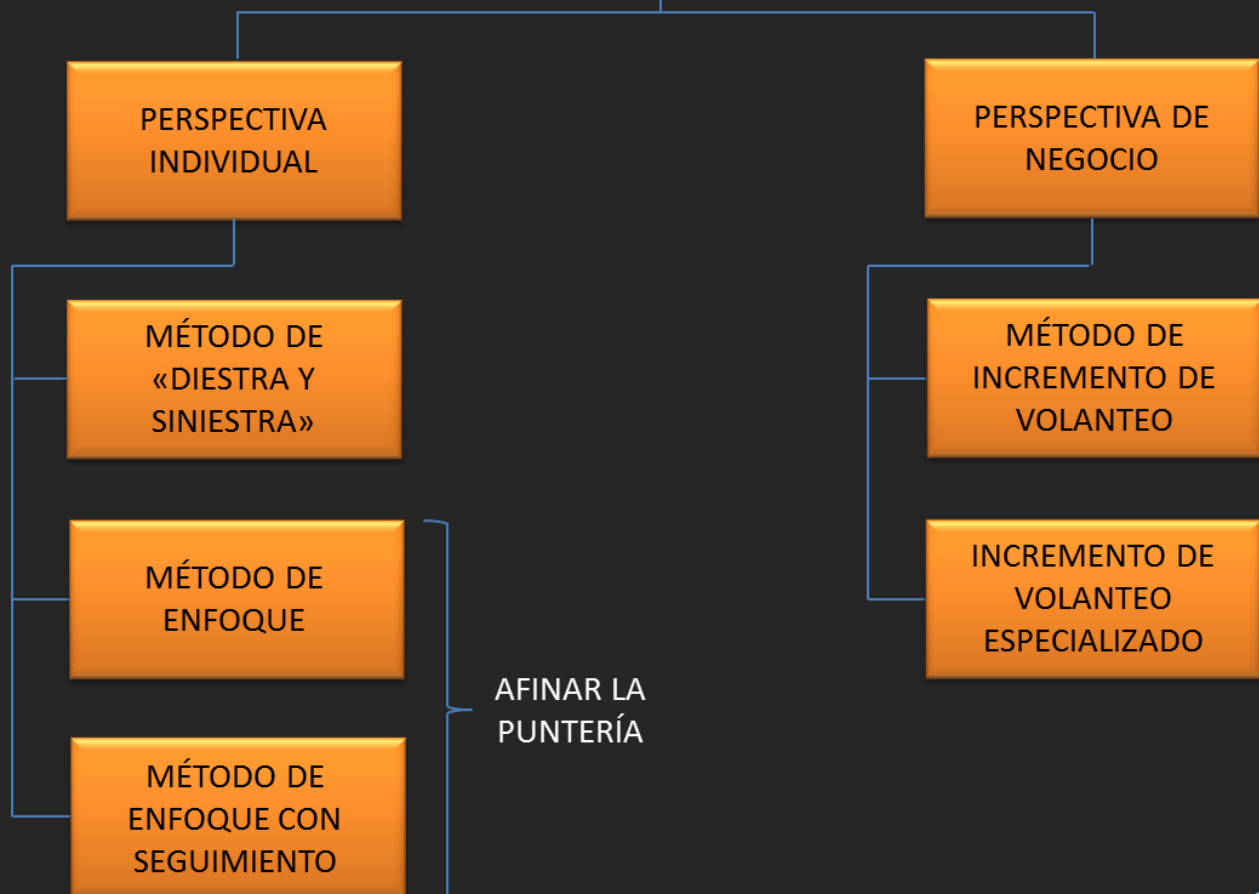 PERSPECTIVA
INDIVIDUAL
PERSPECTIVA DE
NEGOCIO
MÉTODO DE
«DIESTRA Y
SINIESTRA»
MÉTODO DE
INCREMENTO DE
VOLANTEO
MÉTODO DE
ENFOQUE
INCREMENTO DE
VOLANTEO
ESPECIALIZADO
AFINAR LA
PUNTERÍA
MÉTODO DE
ENFOQUE CON
SEGUIMIENTO